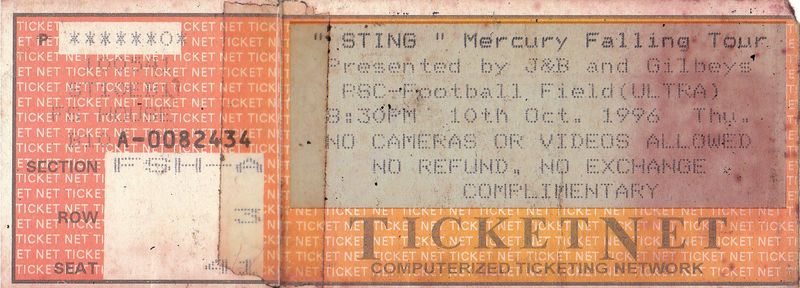 P ******0*
A-0082434
SECTION FSH-A
ROW
SEAT
" STING " Mercury Falling Tour
Presented by J&B and Gilbeys
PSC-Football Field(ULTRA)
8:30PM 10th Oct. 1996 Thu.
NO CAMERAS OR VIDEOS ALLOWED
NO REFUND. NO EXCHANGE .
COMPLIMENTARY
TICKETNET
COMPUTERIZED TICKETING NETWORK